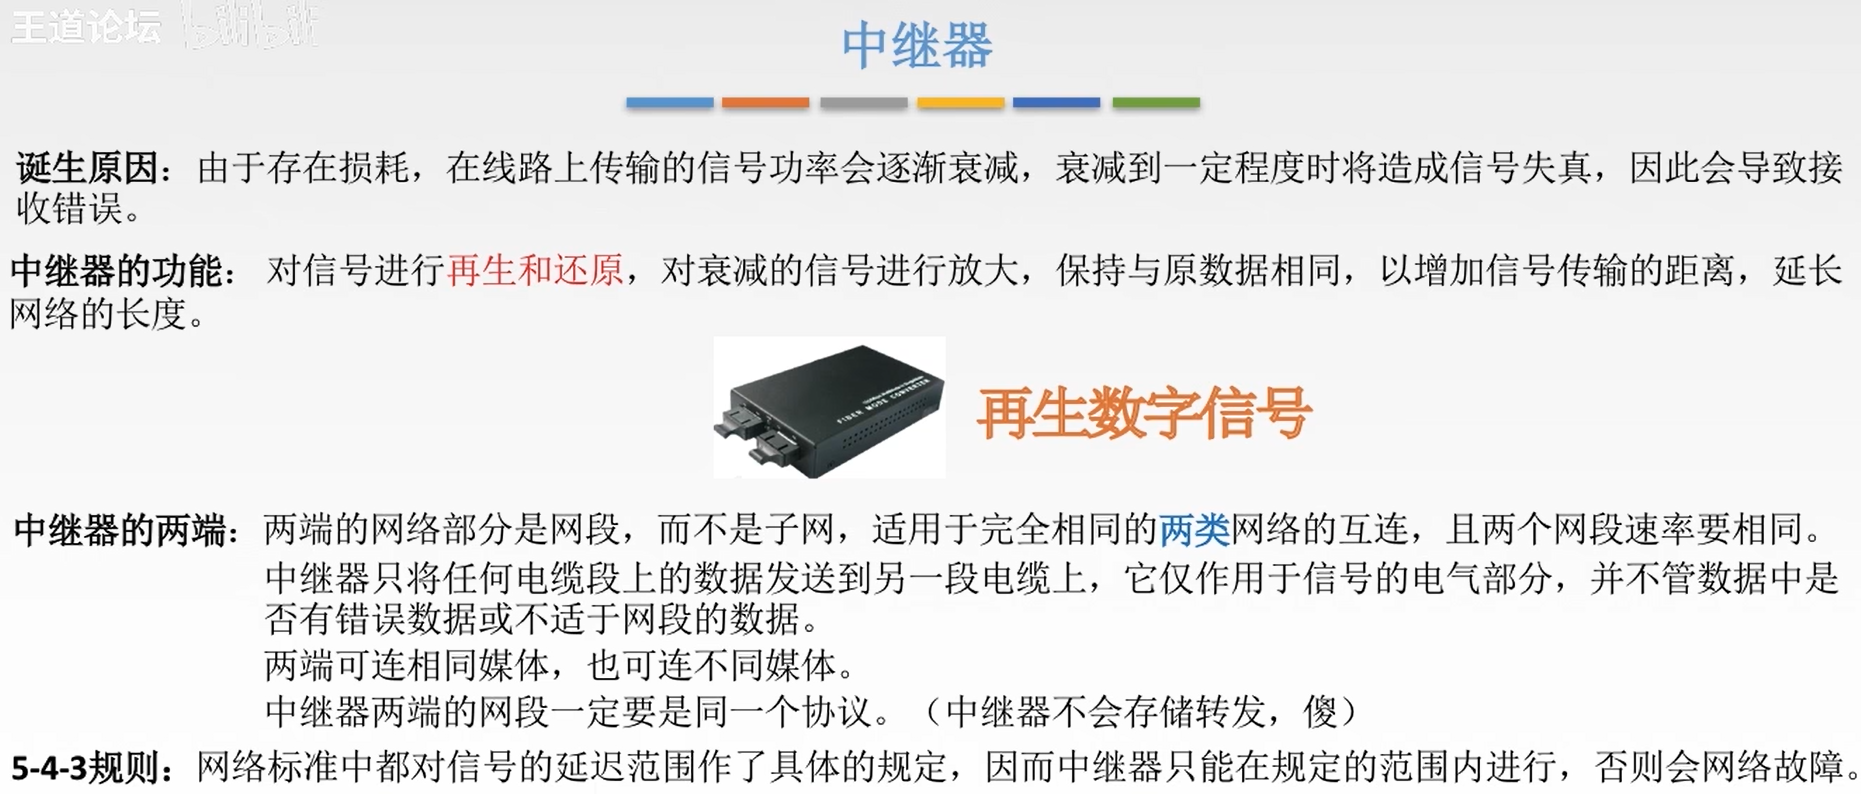 王道论坛 bilibili
中继器
诞生原因：由于存在损耗，在线路上传输的信号功率会逐渐衰减，衰减到一定程度时将造成信号失真，因此会导致接
收错误。
中继器的功能： 对信号进行再生和还原，对衰减的信号进行放大，保持与原数据相同，以增加信号传输的距离，延长
网络的长度。
FIBER MODE CONVERTER
再生数字信号
中继器的两端：两端的网络部分是网段，而不是子网，适用于完全相同的两类网络的互连，且两个网段速率要相同。
中继器只将任何电缆段上的数据发送到另一段电缆上，它仅作用于信号的电气部分，并不管数据中是
否有错误数据或不适于网段的数据。
两端可连相同媒体，也可连不同媒体。
中继器两端的网段一定要是同一个协议。（中继器不会存储转发，傻）
5-4-3规则：网络标准中都对信号的延迟范围作了具体的规定，因而中继器只能在规定的范围内进行，否则会网络故障。